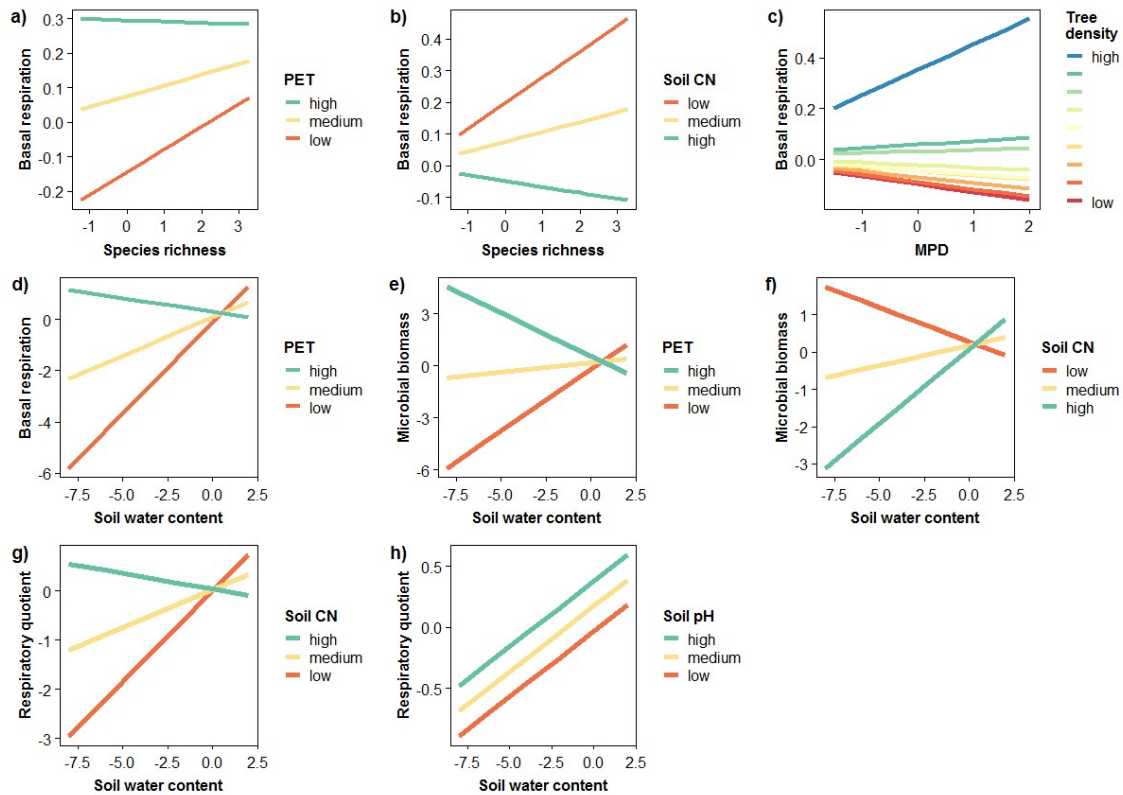 a)
0.3
0.2
0.1
0.0
-0.1
-0.2
Basal respiration
-1 0 1 2 3
Species richness
PET
high
medium
low
b)
0.4
0.3
0.2
0.1
0.0
-0.1
Basal respiration
-1 0 1 2 3
Species richness
Soil CN
low
medium
high
c)
0.4
0.2
0.0
Basal respiration
-1 0 1 2
MPD
Tree
density
high
low
d)
0
-2
-4
-6
Basal respiration
-7.5 -5.0 -2.5 0.0 2.5
Soil water content
PET
high
medium
low
e)
3
0
-3
-6
Microbial biomass
-7.5 -5.0 -2.5 0.0 2.5
Soil water content
PET
high
medium
low
f)
1
0
-1
-2
-3
Microbial biomass
-7.5 -5.0 -2.5 0.0 2.5
Soil water content
Soil CN
low
medium
high
g)
0
-1
-2
-3
Respiratory quotient
-7.5 -5.0 -2.5 0.0 2.5
Soil water content
Soil CN
high
medium
low
h)
0.5
0.0
-0.5
Respiratory quotient
-7.5 -5.0 -2.5 0.0 2.5
Soil water content
Soil pH
high
medium
low